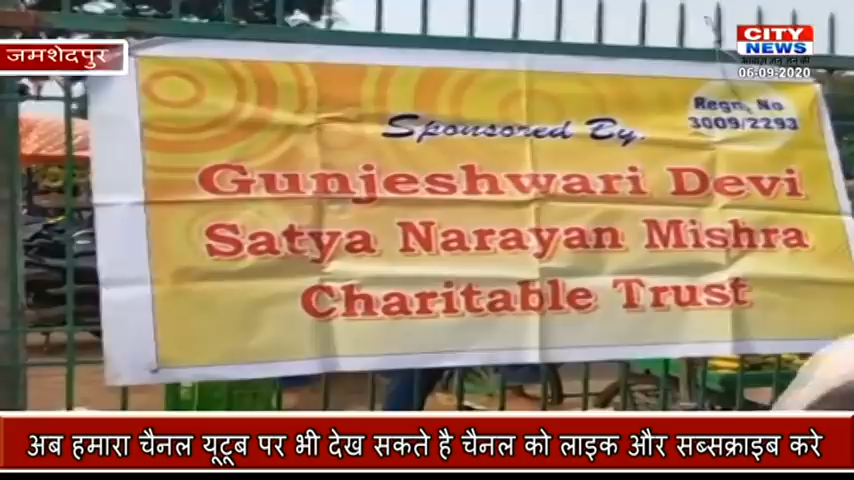 जमशेदपुर
CITY
NEWS
06-09-2020
Regn. No
3009/2293
Sponsored By.
Gunjeshwari Devi
Satya Narayan Mishra
Charitable Trust
अब हमारा चैनल यूटूब पर भी देख सकते है चैनल को लाइक और सब्सक्राइब करे